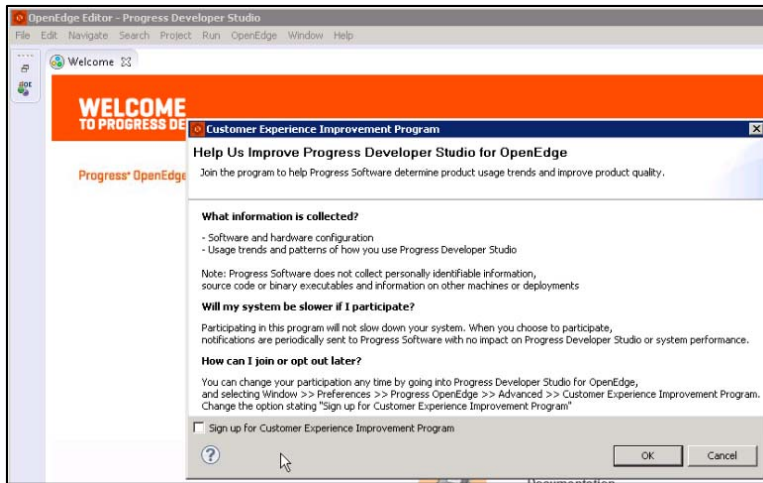 OpenEdge Editor - Progress Developer Studio
File Edit Navigate Search Project Run OpenEdge Window Help
Welcome
WELCOME
TO PROGRESS DE
Progress OpenEdge
Customer Experience Improvement Program
Help Us Improve Progress Developer Studio for OpenEdge
Join the program to help Progress Software determine product usage trends and improve product quality.
What information is collected?
- Software and hardware configuration
- Usage trends and patterns of how you use Progress Developer Studio
Note: Progress Software does not collect personally identifiable information,
source code or binary executables and information on other machines or deployments
Will my system be slower if I participate?
Participating in this program will not slow down your system. When you choose to participate,
notifications are periodically sent to Progress Software with no impact on Progress Developer Studio or system performance.
How can I join or opt out later?
You can change your participation any time by going into Progress Developer Studio for OpenEdge,
and selecting Window >> Preferences >> Progress OpenEdge >> Advanced >> Customer Experience Improvement Program.
Change the option stating "Sign up for Customer Experience Improvement Program"
Sign up for Customer Experience Improvement Program
?
OK Cancel
Documentation